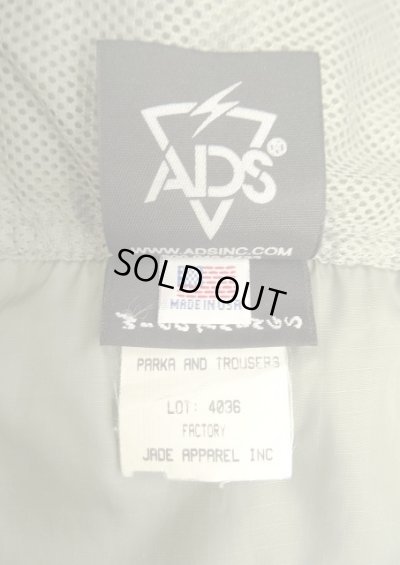 ADS
WWW.ADSINC.COM
SOLD OUT
MADE IN USA
PARKA AND TROUSERS
LOT: 4036
FACTORY
JADE APPAREL INC